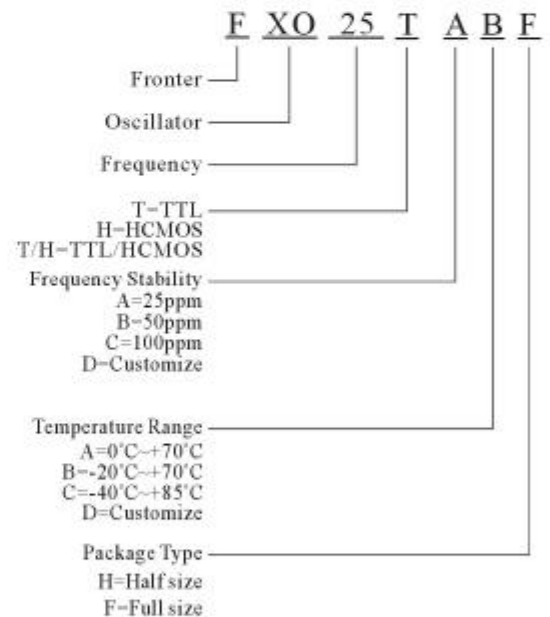 F XO 25 T A B F
Fronter
Oscillator
Frequency
T=TTL
H=HCMOS
T/H=TTL/HCMOS
Frequency Stability
A=25ppm
B=50ppm
C=100ppm
D=Customize
Temperature Range
A=0°C~+70°C
B=-20°C~+70°C
C=-40°C~+85°C
D=Customize
Package Type
H=Half size
F=Full size